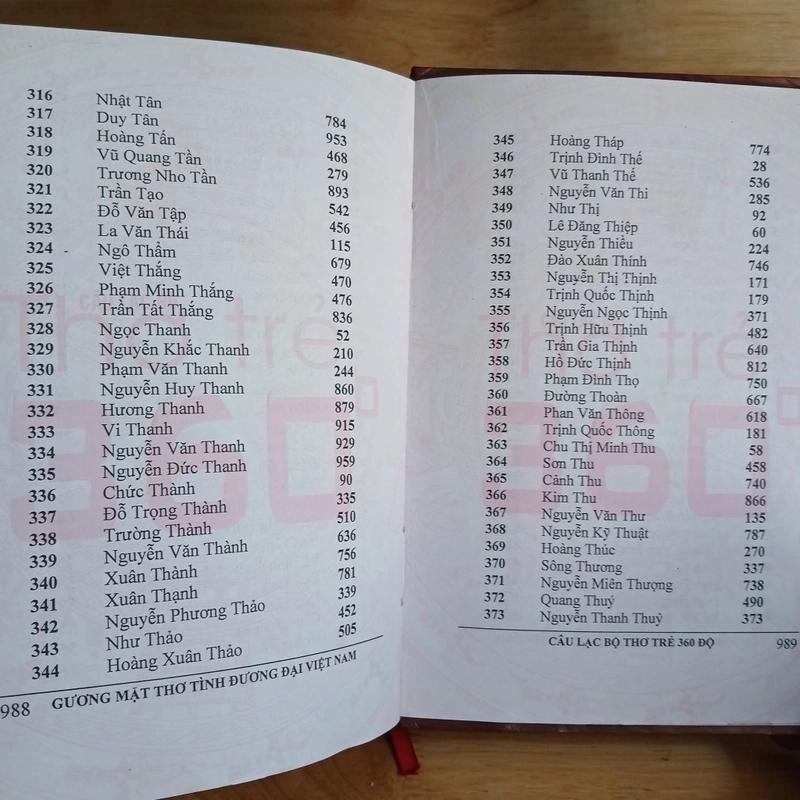 316 Nhật Tân 784
317 Duy Tân 953
318 Hoàng Tấn 468
319 Vũ Quang Tần 279
320 Trương Nho Tần 893
321 Trần Tạo 542
322 Đỗ Văn Tập 456
323 La Văn Thái 115
324 Ngô Thầm 679
325 Việt Thắng 470
326 Phạm Minh Thắng 476
327 Trần Tất Thắng 836
328 Ngọc Thanh 52
329 Nguyễn Khắc Thanh 210
330 Phạm Văn Thanh 244
331 Nguyễn Huy Thanh 860
332 Hương Thanh 879
333 Vi Thanh 915
334 Nguyễn Văn Thanh 929
335 Nguyễn Đức Thanh 959
336 Chức Thành 90
337 Đỗ Trọng Thành 335
338 Trường Thành 510
339 Nguyễn Văn Thành 636
340 Xuân Thành 756
341 Xuân Thạnh 781
342 Nguyễn Phương Thảo 339
343 Như Thảo 452
344 Hoàng Xuân Thảo 505
988 GƯƠNG MẶT THƠ TÌNH ĐƯƠNG ĐẠI VIỆT NAM
345 Hoàng Tháp 774
346 Trịnh Đình Thế 28
347 Vũ Thanh Thế 536
348 Nguyễn Văn Thi 285
349 Như Thị 92
350 Lê Đăng Thiệp 60
351 Nguyễn Thiều 224
352 Đào Xuân Thính 746
353 Nguyễn Thị Thịnh 171
354 Trịnh Quốc Thịnh 179
355 Nguyễn Ngọc Thịnh 371
356 Trịnh Hữu Thịnh 482
357 Trần Gia Thịnh 640
358 Hồ Đức Thịnh 812
359 Phạm Đình Thọ 750
360 Đường Thoàn 667
361 Phan Văn Thông 618
362 Trịnh Quốc Thông 181
363 Chu Thị Minh Thu 58
364 Sơn Thu 458
365 Cảnh Thu 740
366 Kim Thu 866
367 Nguyễn Văn Thư 135
368 Nguyễn Kỹ Thuật 787
369 Hoàng Thúc 270
370 Sông Thương 337
371 Nguyễn Miên Thượng 738
372 Quang Thuý 490
373 Nguyễn Thanh Thuỷ 373
CÂU LẠC BỘ THƠ TRẺ 360 ĐỘ 989